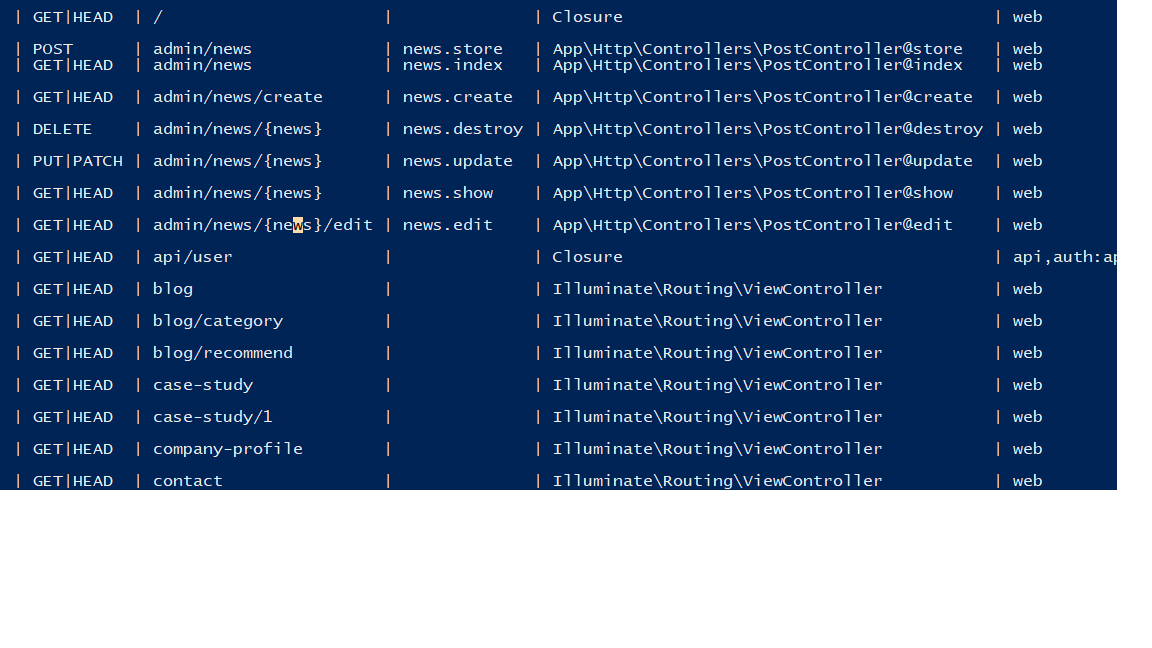 | GET|HEAD | / | | Closure | web
| POST | admin/news | news.store | App\Http\Controllers\PostController@store | web
| GET|HEAD | admin/news | news.index | App\Http\Controllers\PostController@index | web
| GET|HEAD | admin/news/create | news.create | App\Http\Controllers\PostController@create | web
| DELETE | admin/news/{news} | news.destroy | App\Http\Controllers\PostController@destroy | web
| PUT|PATCH | admin/news/{news} | news.update | App\Http\Controllers\PostController@update | web
| GET|HEAD | admin/news/{news} | news.show | App\Http\Controllers\PostController@show | web
| GET|HEAD | admin/news/{news}/edit | news.edit | App\Http\Controllers\PostController@edit | web
| GET|HEAD | api/user | | Closure | api,auth:ap
| GET|HEAD | blog | | Illuminate\Routing\ViewController | web
| GET|HEAD | blog/category | | Illuminate\Routing\ViewController | web
| GET|HEAD | blog/recommend | | Illuminate\Routing\ViewController | web
| GET|HEAD | case-study | | Illuminate\Routing\ViewController | web
| GET|HEAD | case-study/1 | | Illuminate\Routing\ViewController | web
| GET|HEAD | company-profile | | Illuminate\Routing\ViewController | web
| GET|HEAD | contact | | Illuminate\Routing\ViewController | web